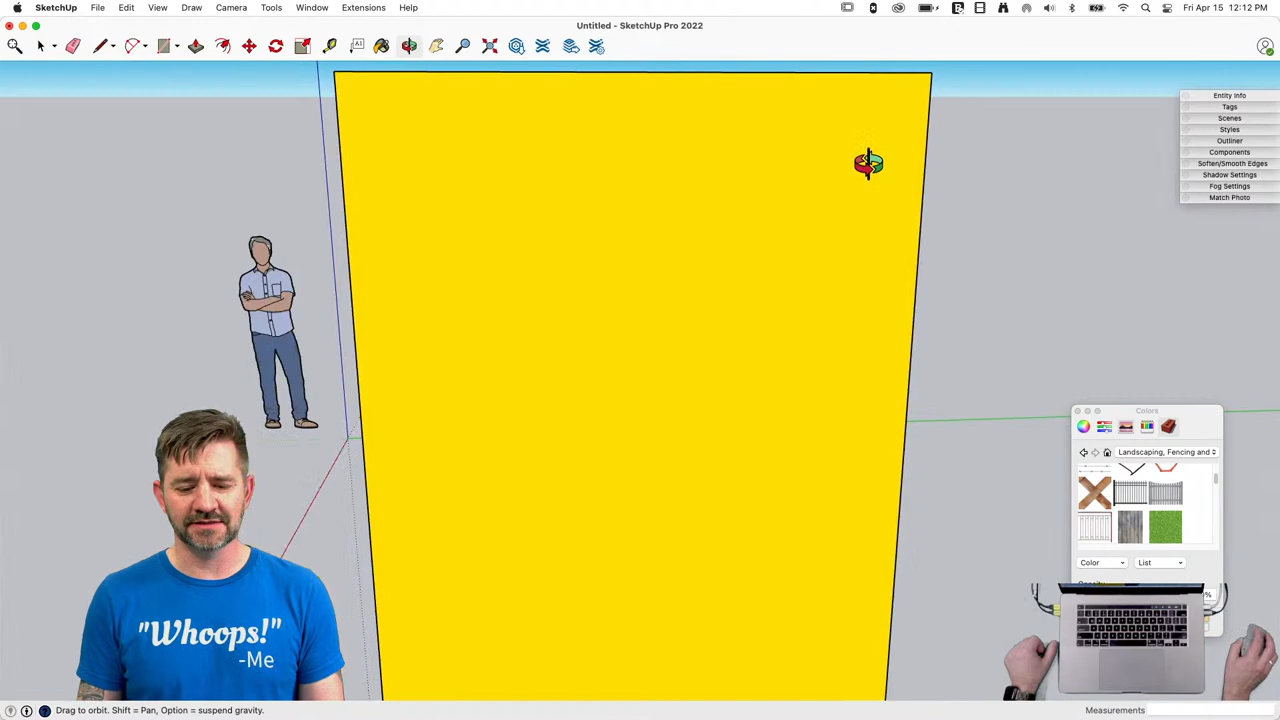 SketchUp File Edit View Draw Camera Tools Window Extensions Help Fri Apr 15 12:12 PM
Untitled - SketchUp Pro 2022
Entity Info
Tags
Scenes
Styles
Outliner
Components
Soften/Smooth Edges
Shadow Settings
Fog Settings
Match Photo
Colors
Landscaping, Fencing and
Color List
"Whoops!"
-Me
Drag to orbit. Shift = Pan, Option = suspend gravity.
Measurements